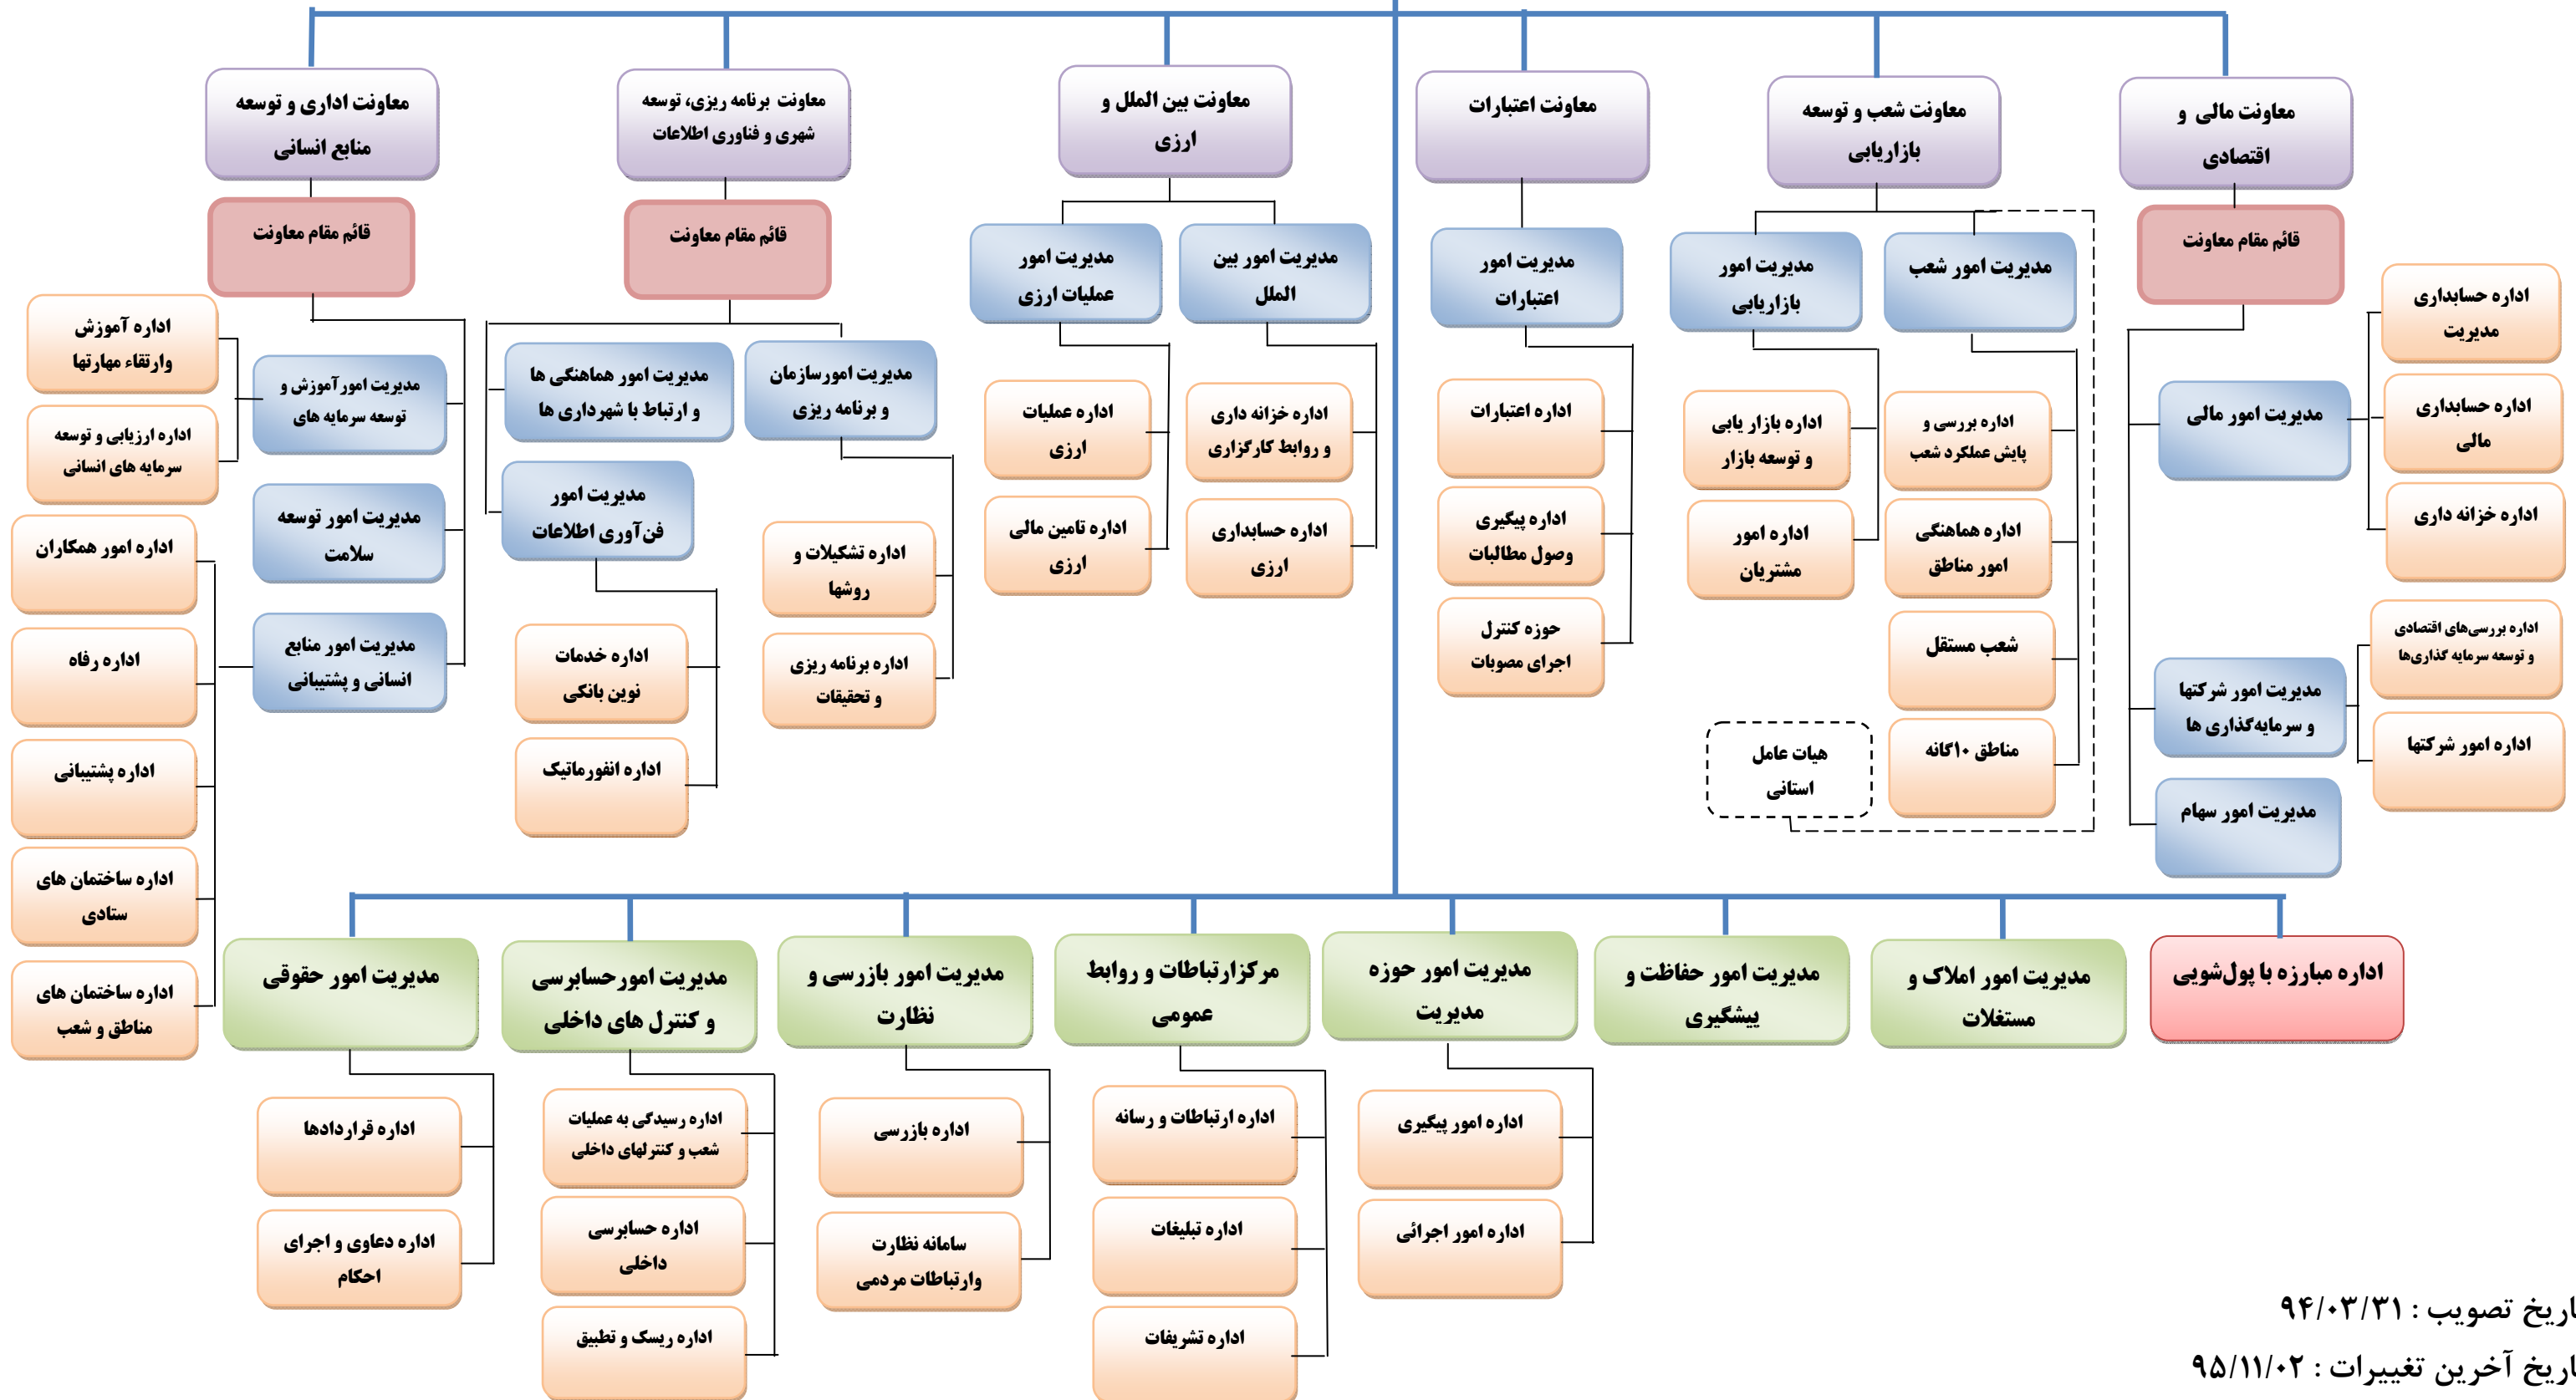 معاونت مالی و
اقتصادی
معاونت شعب و توسعه
بازاریابی
معاونت اعتبارات
معاونت بین الملل و
ارزی
معاونت برنامه ریزی، توسعه
شهری و فناوری اطلاعات
معاونت اداری و توسعه
منابع انسانی
قائم مقام معاونت
اداره حسابداری
مدیریت
مدیریت امور مالی
اداره حسابداری
مالی
اداره خزانه داری
اداره بررسی‌های اقتصادی
و توسعه سرمایه گذاری‌ها
مدیریت امور شرکتها
و سرمایه‌گذاری ها
اداره امور شرکتها
مدیریت امور سهام
مدیریت امور شعب
اداره بررسی و
پایش عملکرد شعب
اداره هماهنگی
امور مناطق
شعب مستقل
مناطق ۱۰گانه
مدیریت امور
بازاریابی
اداره بازار یابی
و توسعه بازار
اداره امور
مشتریان
هیات عامل
استانی
مدیریت امور
اعتبارات
اداره اعتبارات
اداره پیگیری
وصول مطالبات
حوزه کنترل
اجرای مصوبات
مدیریت امور بین
الملل
اداره خزانه داری
و روابط کارگزاری
اداره حسابداری
ارزی
مدیریت امور
عملیات ارزی
اداره عملیات
ارزی
اداره تامین مالی
ارزی
قائم مقام معاونت
مدیریت امورسازمان
و برنامه ریزی
اداره تشکیلات و
روشها
اداره برنامه ریزی
و تحقیقات
مدیریت امور هماهنگی ها
و ارتباط با شهرداری ها
مدیریت امور
فن‌آوری اطلاعات
اداره خدمات
نوین بانکی
اداره انفورماتیک
قائم مقام معاونت
مدیریت امورآموزش و
توسعه سرمایه های
اداره آموزش
وارتقاء مهارتها
اداره ارزیابی و توسعه
سرمایه های انسانی
مدیریت امور توسعه
سلامت
مدیریت امور منابع
انسانی و پشتیبانی
اداره امور همکاران
اداره رفاه
اداره پشتیبانی
اداره ساختمان های
ستادی
اداره ساختمان های
مناطق و شعب
اداره مبارزه با پول‌شویی
مدیریت امور املاک و
مستغلات
مدیریت امور حفاظت و
پیشگیری
مدیریت امور حوزه
مدیریت
اداره امور پیگیری
اداره امور اجرائی
مرکزارتباطات و روابط
عمومی
اداره ارتباطات و رسانه
اداره تبلیغات
اداره تشریفات
مدیریت امور بازرسی و
نظارت
اداره بازرسی
سامانه نظارت
وارتباطات مردمی
مدیریت امورحسابرسی
و کنترل های داخلی
اداره رسیدگی به عملیات
شعب و کنترلهای داخلی
اداره حسابرسی
داخلی
اداره ریسک و تطبیق
مدیریت امور حقوقی
اداره قراردادها
اداره دعاوی و اجرای
احکام
اریخ تصویب : ۹۴/۰۳/۳۱
اریخ آخرین تغییرات : ۹۵/۱۱/۰۲